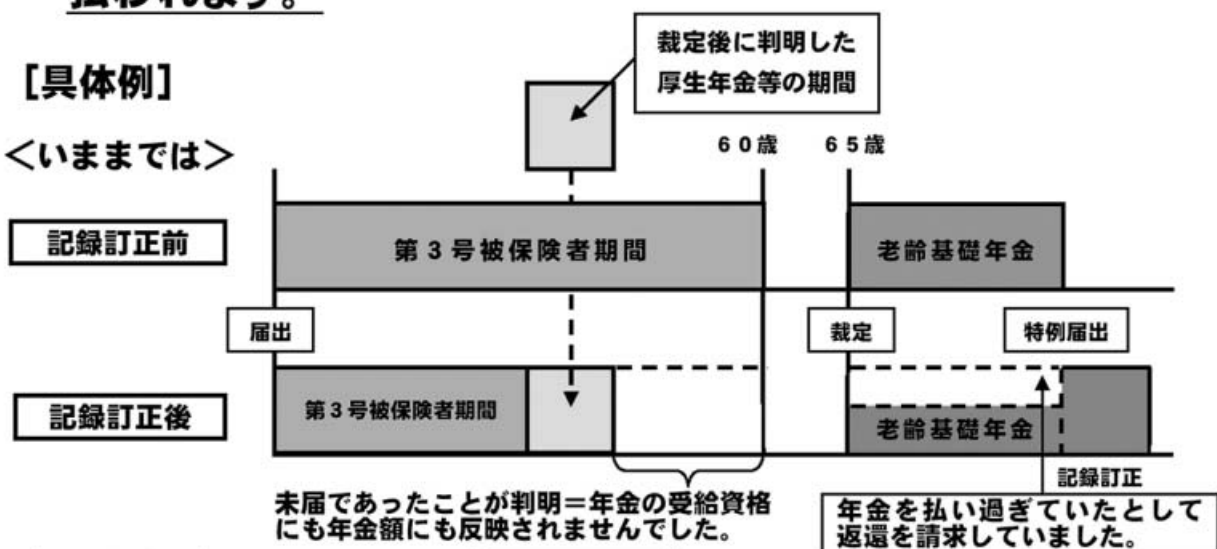 払われます。
裁定後に判明した
厚生年金等の期間
[具体例]
＜いままでは＞
60歳
65歳
記録訂正前
第3号被保険者期間
老齢基礎年金
届出
裁定
特例届出
記録訂正後
第3号被保険者期間
老齢基礎年金
記録訂正
未届であったことが判明＝年金の受給資格
にも年金額にも反映されませんでした。
年金を払い過ぎていたとして
返還を請求していました。